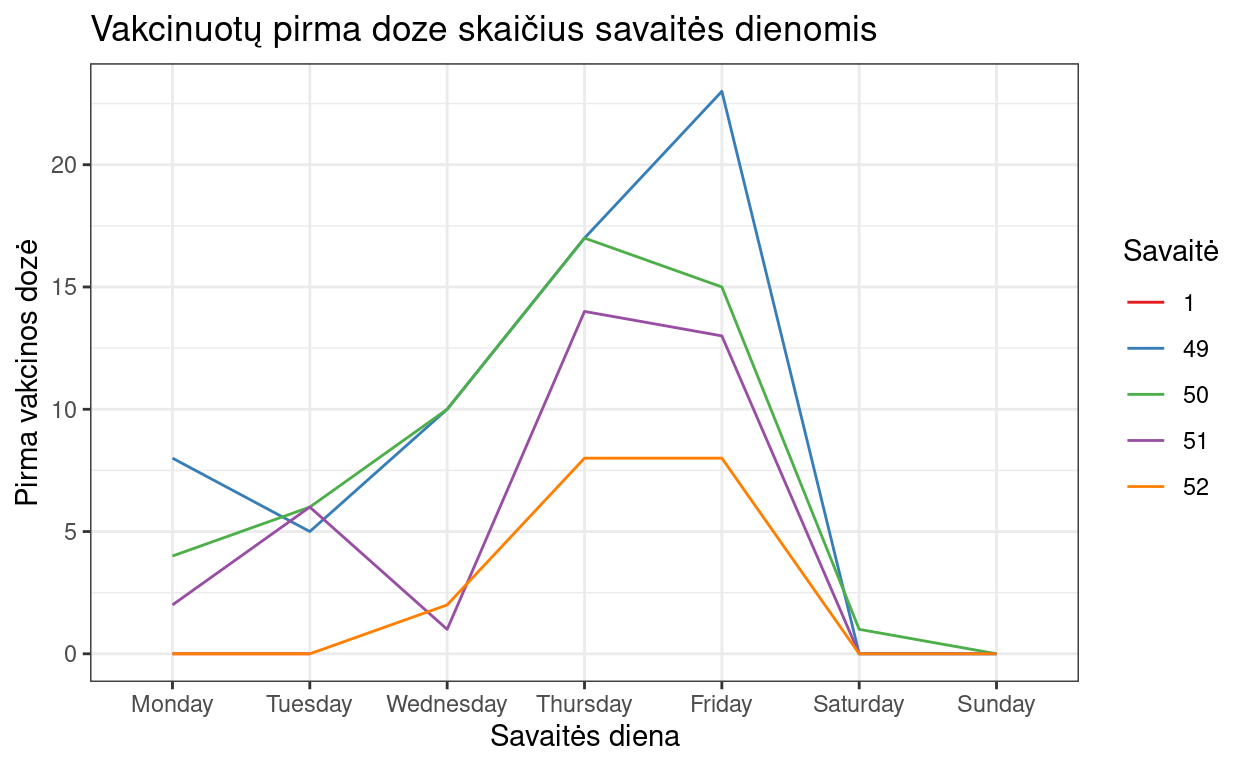 Vakcinuotų pirma doze skaičius savaitės dienomis
Pirma vakcinos dozė
20
15
10
5
0
Monday
Tuesday
Wednesday
Thursday
Friday
Saturday
Sunday
Savaitės diena
Savaitė
1
49
50
51
52